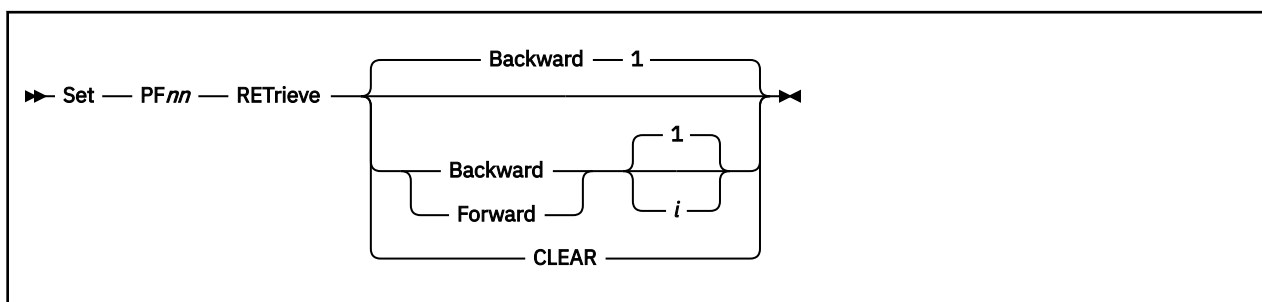 Backward 1
Set PFnn RETrieve
1
Backward
Forward i
CLEAR